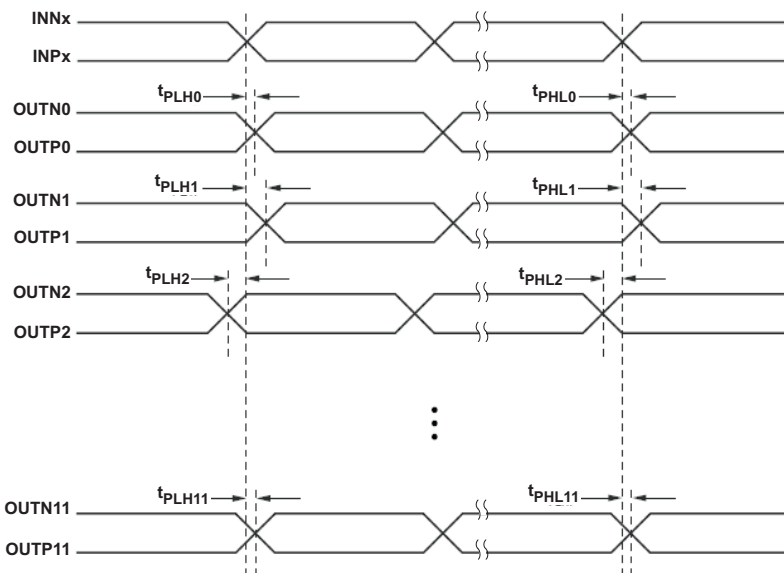 INNx
INPx
tPLH0
tPHL0
OUTN0
OUTP0
tPLH1
tPHL1
OUTN1
OUTP1
tPLH2
tPHL2
OUTN2
OUTP2
tPLH11
tPHL11
OUTN11
OUTP11